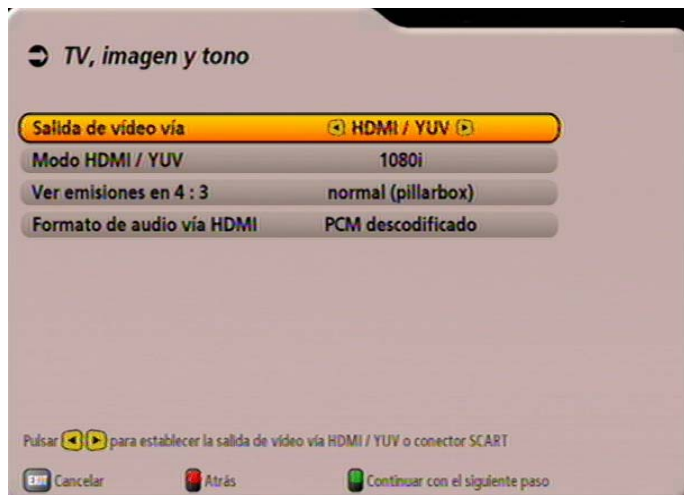 TV, imagen y tono
Salida de vídeo vía HDMI / YUV
Modo HDMI / YUV 1080i
Ver emisiones en 4 : 3 normal (pillarbox)
Formato de audio vía HDMI PCM descodificado
Pulsar para establecer la salida de vídeo vía HDMI / YUV o conector SCART
EXIT Cancelar Atrás Continuar con el siguiente paso